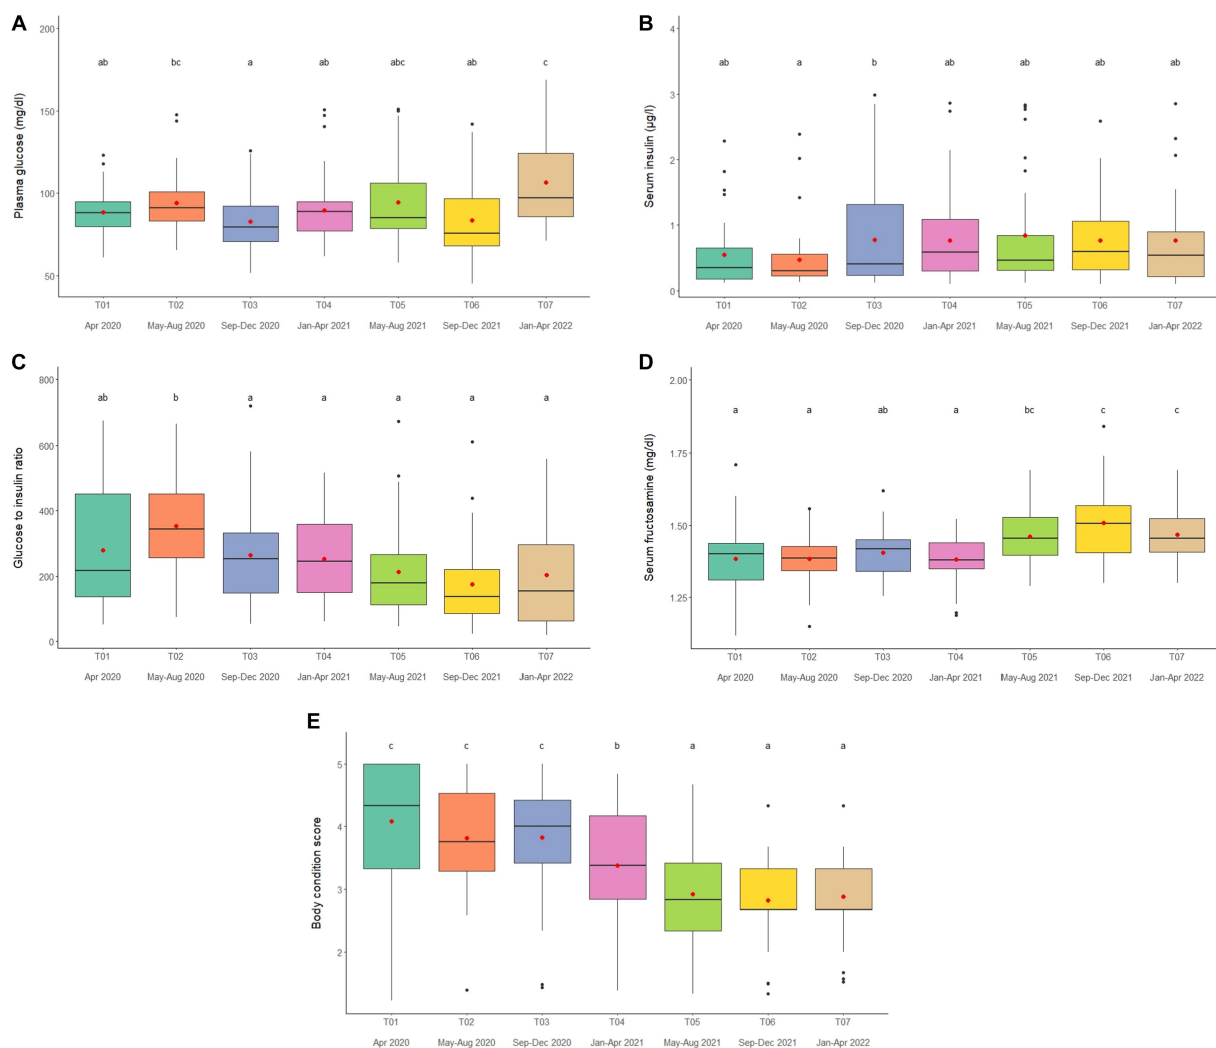 A
Plasma glucose (mg/dl)
200
150
100
50
ab bc a ab abc ab c
T01 T02 T03 T04 T05 T06 T07
Apr 2020 May-Aug 2020 Sep-Dec 2020 Jan-Apr 2021 May-Aug 2021 Sep-Dec 2021 Jan-Apr 2022
B
Serum insulin (µg/l)
4
3
2
1
0
ab a b ab ab ab ab
T01 T02 T03 T04 T05 T06 T07
Apr 2020 May-Aug 2020 Sep-Dec 2020 Jan-Apr 2021 May-Aug 2021 Sep-Dec 2021 Jan-Apr 2022
C
Glucose to insulin ratio
800
600
400
200
0
ab b a a a a a
T01 T02 T03 T04 T05 T06 T07
Apr 2020 May-Aug 2020 Sep-Dec 2020 Jan-Apr 2021 May-Aug 2021 Sep-Dec 2021 Jan-Apr 2022
D
Serum fructosamine (mg/dl)
2.00
1.75
1.50
1.25
a a ab a bc c c
T01 T02 T03 T04 T05 T06 T07
Apr 2020 May-Aug 2020 Sep-Dec 2020 Jan-Apr 2021 May-Aug 2021 Sep-Dec 2021 Jan-Apr 2022
E
Body condition score
5
4
3
2
c c c b a a a
T01 T02 T03 T04 T05 T06 T07
Apr 2020 May-Aug 2020 Sep-Dec 2020 Jan-Apr 2021 May-Aug 2021 Sep-Dec 2021 Jan-Apr 2022